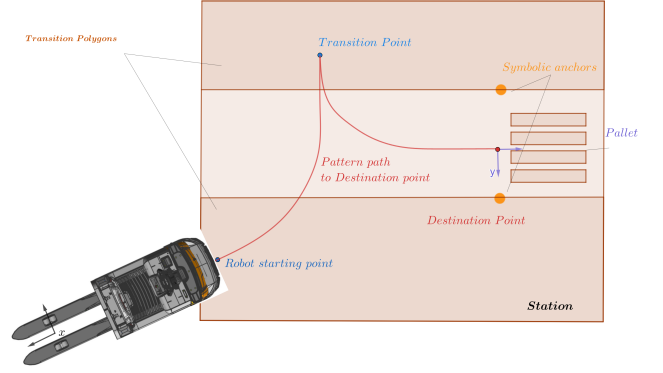 Transition Polygons
Transition Point
Symbolic anchors
Pallet
Pattern path
to Destination point
y
Destination Point
Robot starting point
Station
x